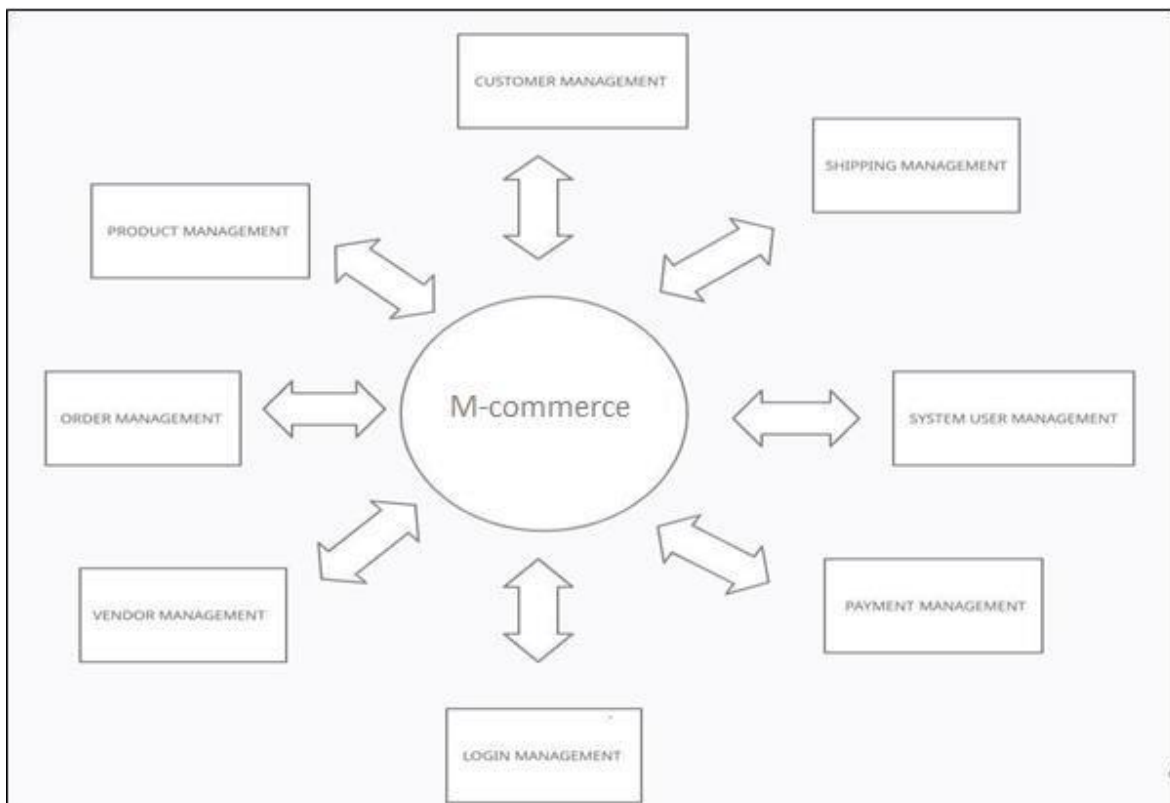 CUSTOMER MANAGEMENT
SHIPPING MANAGEMENT
PRODUCT MANAGEMENT
M-commerce
ORDER MANAGEMENT
SYSTEM USER MANAGEMENT
VENDOR MANAGEMENT
PAYMENT MANAGEMENT
LOGIN MANAGEMENT